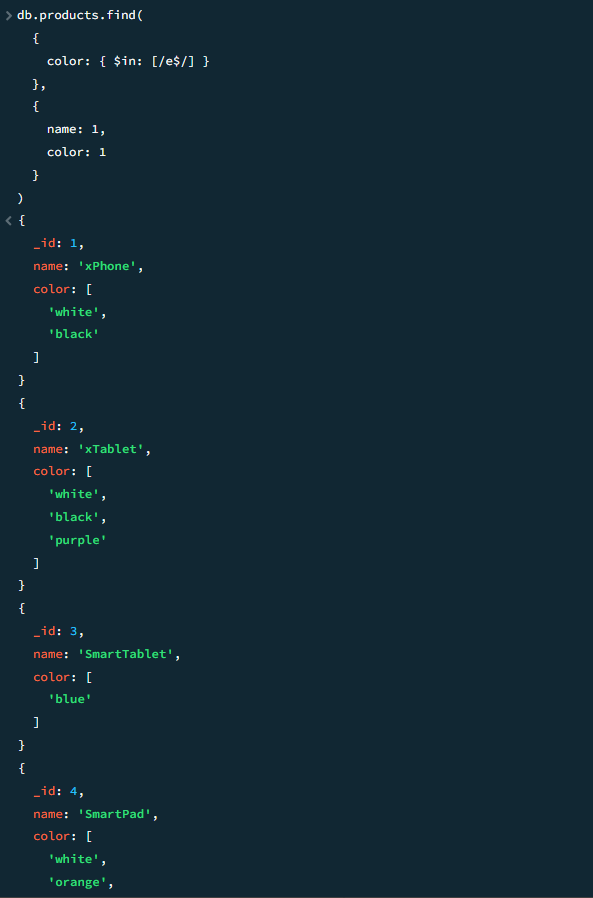 db.products.find(
{
color: { $in: [/e$/] }
},
{
name: 1,
color: 1
}
)
{
_id: 1,
name: 'xPhone',
color: [
'white',
'black'
]
}
{
_id: 2,
name: 'xTablet',
color: [
'white',
'black',
'purple'
]
}
{
_id: 3,
name: 'SmartTablet',
color: [
'blue'
]
}
{
_id: 4,
name: 'SmartPad',
color: [
'white',
'orange',